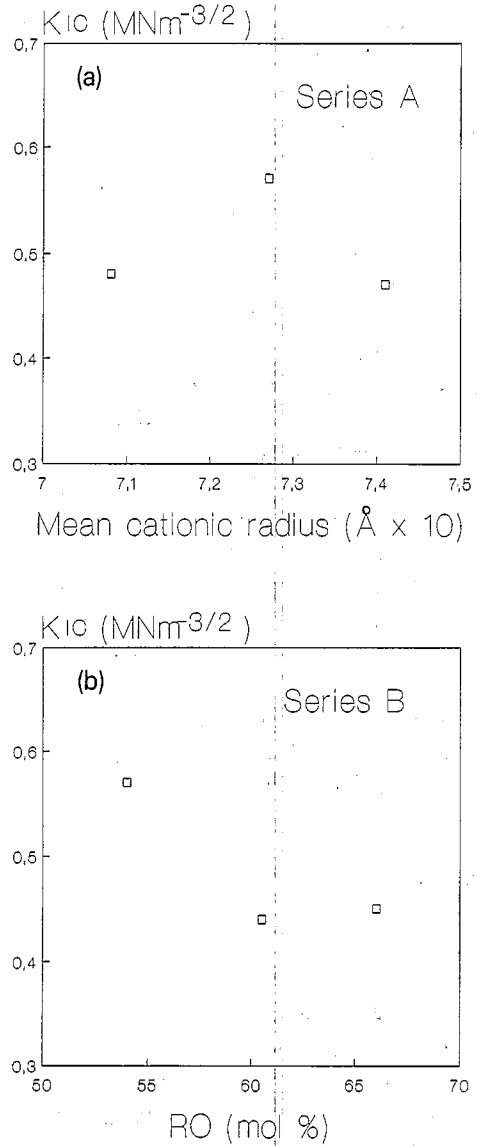 KIC (MNm-3/2)
0,7
(a)
Series A
0,6
0,5
0,4
0,3
7 7,1 7,2 7,3 7,4 7,5
Mean cationic radius (Å x 10)
KIC (MNm-3/2)
0,7
(b)
Series B
0,6
0,5
0,4
0,3
50 55 60 65 70
RO (mol %)